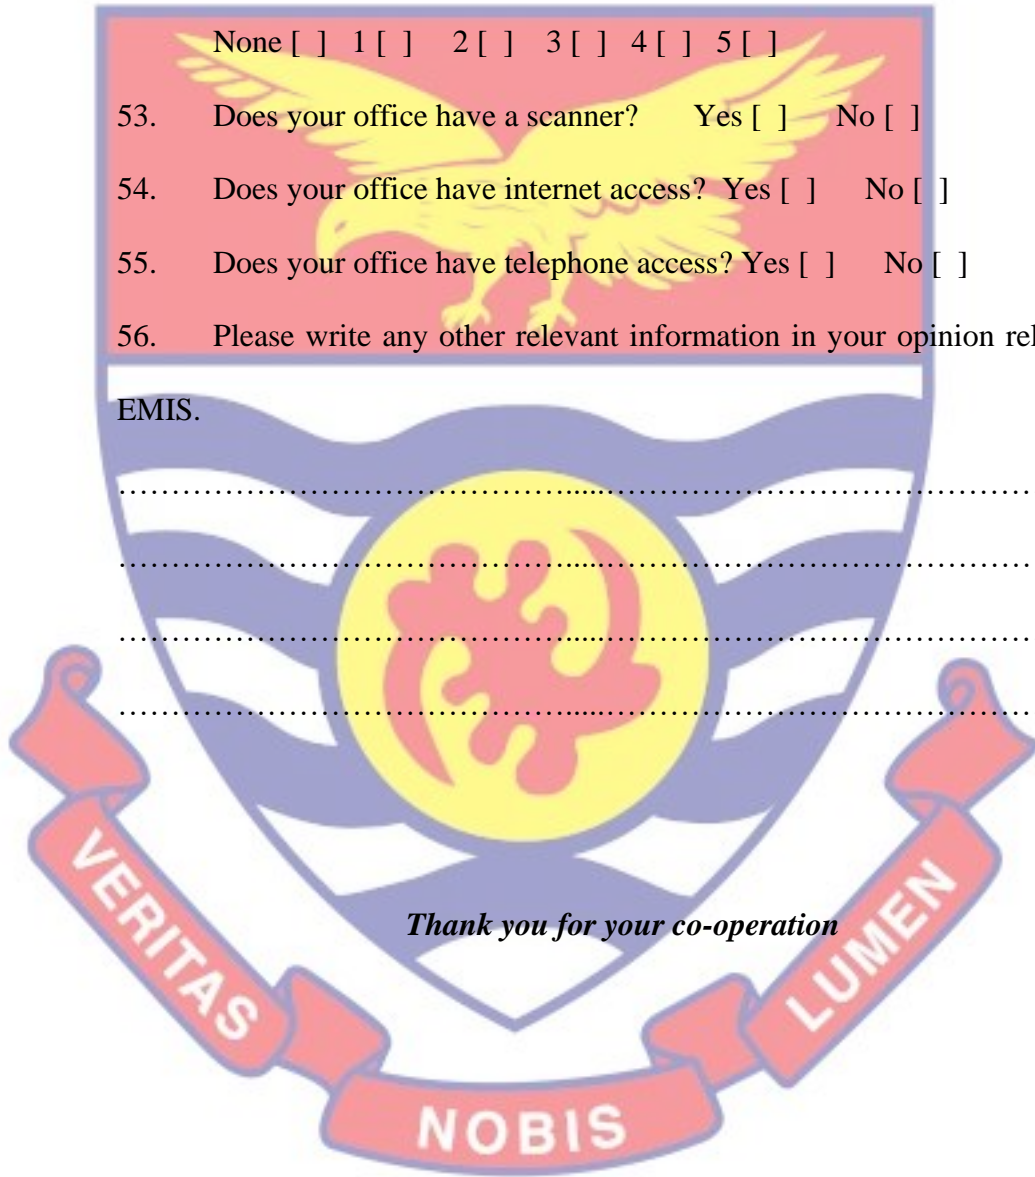 None [ ] 1 [ ] 2 [ ] 3 [ ] 4 [ ] 5 [ ]
53. Does your office have a scanner? Yes [ ] No [ ]
54. Does your office have internet access? Yes [ ] No [ ]
55. Does your office have telephone access? Yes [ ] No [ ]
56. Please write any other relevant information in your opinion
EMIS.
……………………………………….....……………………………………
……………………………………….....……………………………………
……………………………………….....……………………………………
……………………………………….....……………………………………
Thank you for your co-operation
VERITAS
NOBIS
LUMEN